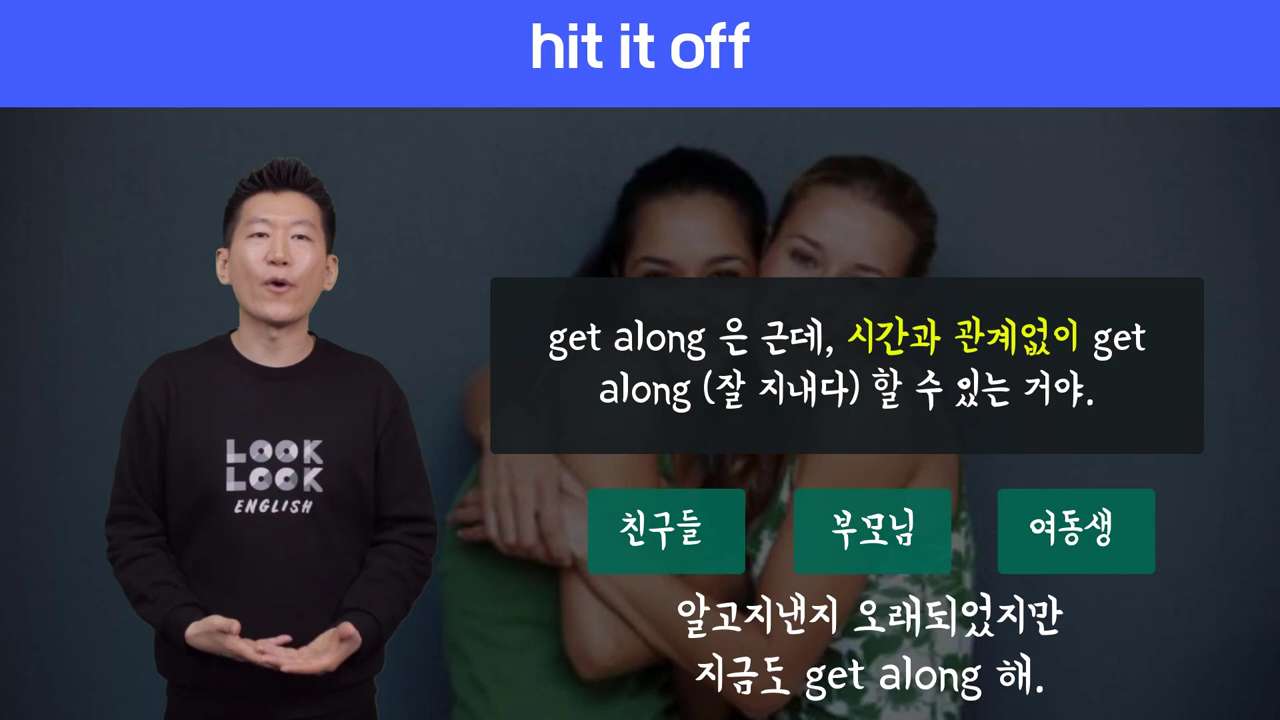 hit it off
get along 은 근데, 시간과 관계없이 get
along (잘 지내다) 할 수 있는 거야.
LOOK
LOOK
ENGLISH
친구들 부모님 여동생
알고지낸지 오래되었지만
지금도 get along 해.